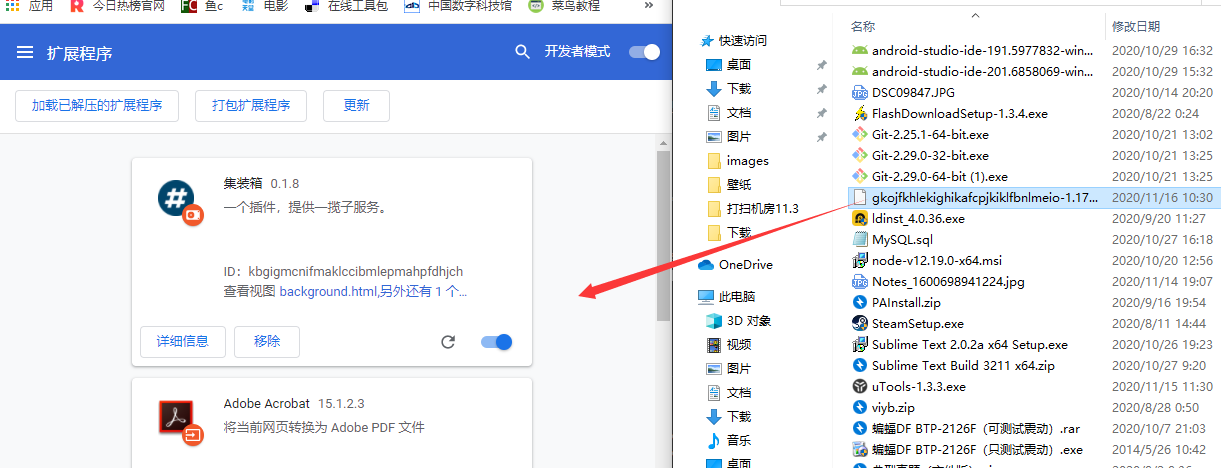 应用 今日热榜官网 鱼c 电影 在线工具包 中国数字科技馆 菜鸟教程 »
扩展程序 开发者模式
加载已解压的扩展程序 打包扩展程序 更新
集装箱 0.1.8
一个插件，提供一揽子服务。
ID：kbgigmcnifmaklccibmlepmahpfdhjch
查看视图 background.html,另外还有 1 个...
详细信息 移除
Adobe Acrobat 15.1.2.3
将当前网页转换为 Adobe PDF 文件
快速访问
桌面
下载
文档
图片
images
壁纸
打扫机房11.3
下载
OneDrive
此电脑
3D 对象
视频
图片
文档
下载
音乐
桌面
名称 修改日期
android-studio-ide-191.5977832-win... 2020/10/29 16:32
android-studio-ide-201.6858069-win... 2020/10/29 15:32
DSC09847.JPG 2020/10/14 20:20
FlashDownloadSetup-1.3.4.exe 2020/8/22 0:24
Git-2.25.1-64-bit.exe 2020/10/21 13:02
Git-2.29.0-32-bit.exe 2020/10/21 13:25
Git-2.29.0-64-bit (1).exe 2020/10/21 13:25
gkojfkhlekighikafcpjkiklfbnlmeio-1.17... 2020/11/16 10:30
ldinst_4.0.36.exe 2020/9/20 11:27
MySQL.sql 2020/10/27 16:18
node-v12.19.0-x64.msi 2020/10/20 12:56
Notes_1600698941224.jpg 2020/11/14 19:07
PAInstall.zip 2020/9/16 19:54
SteamSetup.exe 2020/8/11 14:44
Sublime Text 2.0.2a x64 Setup.exe 2020/10/26 19:23
Sublime Text Build 3211 x64.zip 2020/10/27 9:20
uTools-1.3.3.exe 2020/11/15 11:30
viyb.zip 2020/8/28 0:50
蝙蝠DF BTP-2126F（可测试震动）.rar 2020/10/7 21:03
蝙蝠DF BTP-2126F（只测试震动）.exe 2014/5/26 10:42